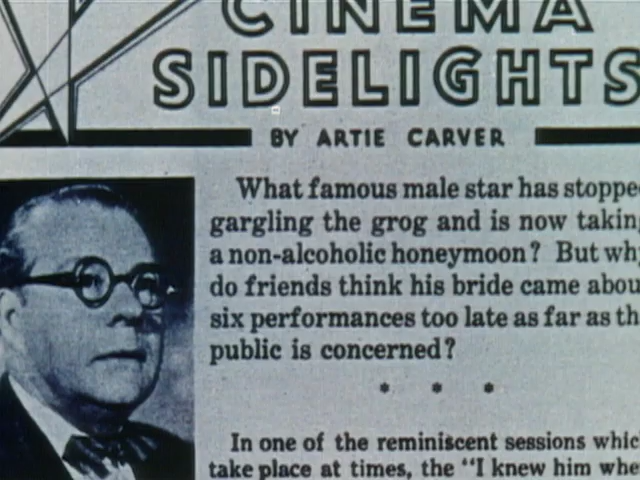 CINEMA
SIDELIGHTS
BY ARTIE CARVER
What famous male star has stoppe
gargling the grog and is now taking
a non-alcoholic honeymoon? But why
do friends think his bride came abou
six performances too late as far as th
public is concerned?
* * *
In one of the reminiscent sessions whic
take place at times, the "I knew him whe